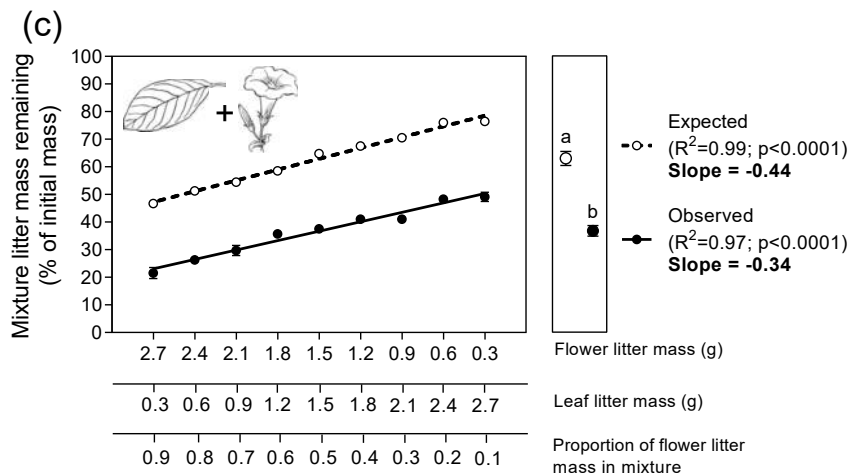 (c)
Mixture litter mass remaining
(% of initial mass)
100
90
80
70
60
50
40
30
20
10
0
+
a
b
Expected
(R²=0.99; p<0.0001)
Slope = -0.44
Observed
(R²=0.97; p<0.0001)
Slope = -0.34
2.7 2.4 2.1 1.8 1.5 1.2 0.9 0.6 0.3
Flower litter mass (g)
0.3 0.6 0.9 1.2 1.5 1.8 2.1 2.4 2.7
Leaf litter mass (g)
0.9 0.8 0.7 0.6 0.5 0.4 0.3 0.2 0.1
Proportion of flower litter
mass in mixture